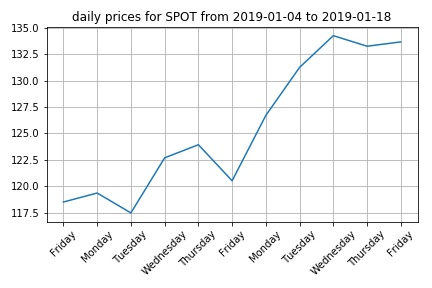 daily prices for SPOT from 2019-01-04 to 2019-01-18
135.0
132.5
130.0
127.5
125.0
122.5
120.0
117.5
Friday
Monday
Tuesday
Wednesday
Thursday
Friday
Monday
Tuesday
Wednesday
Thursday
Friday